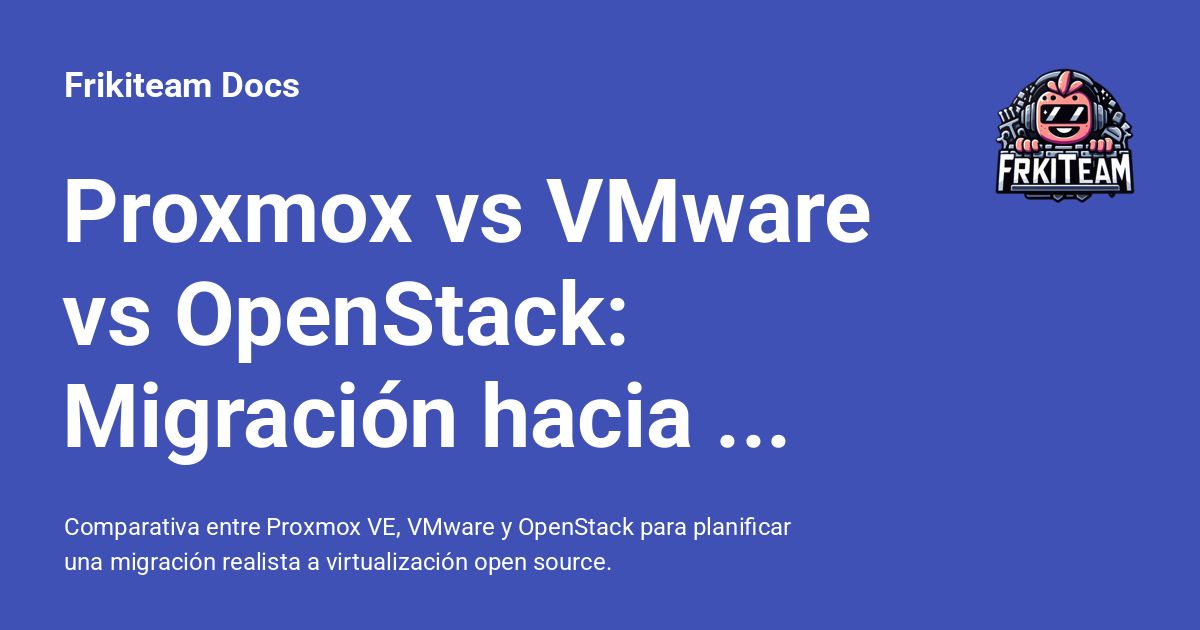 Frikiteam Docs
FRKITEAM
Proxmox vs VMware
vs OpenStack:
Migración hacia ...
Comparativa entre Proxmox VE, VMware y OpenStack para planificar
una migración realista a virtualización open source.